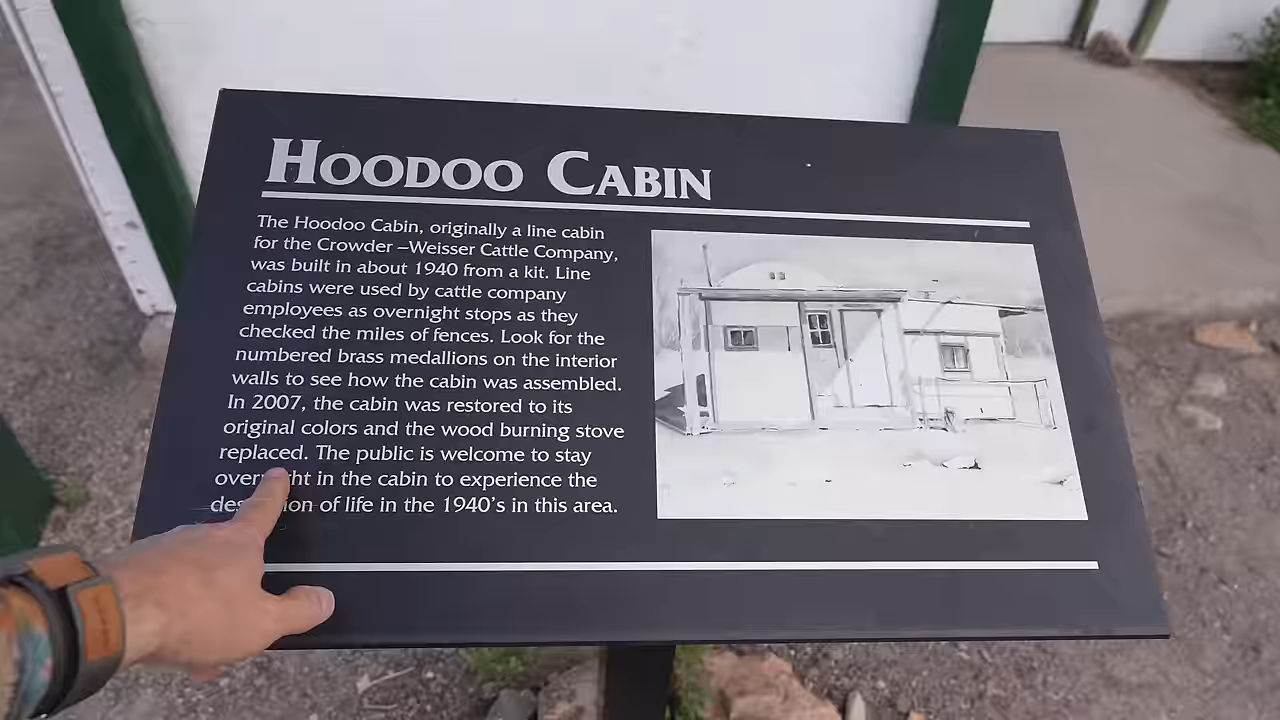 HOODOO CABIN
The Hoodoo Cabin, originally a line cabin
for the Crowder –Weisser Cattle Company,
was built in about 1940 from a kit. Line
cabins were used by cattle company
employees as overnight stops as they
checked the miles of fences. Look for the
numbered brass medallions on the interior
walls to see how the cabin was assembled.
In 2007, the cabin was restored to its
original colors and the wood burning stove
replaced. The public is welcome to stay
in the cabin to experience the
of life in the 1940's in this area.